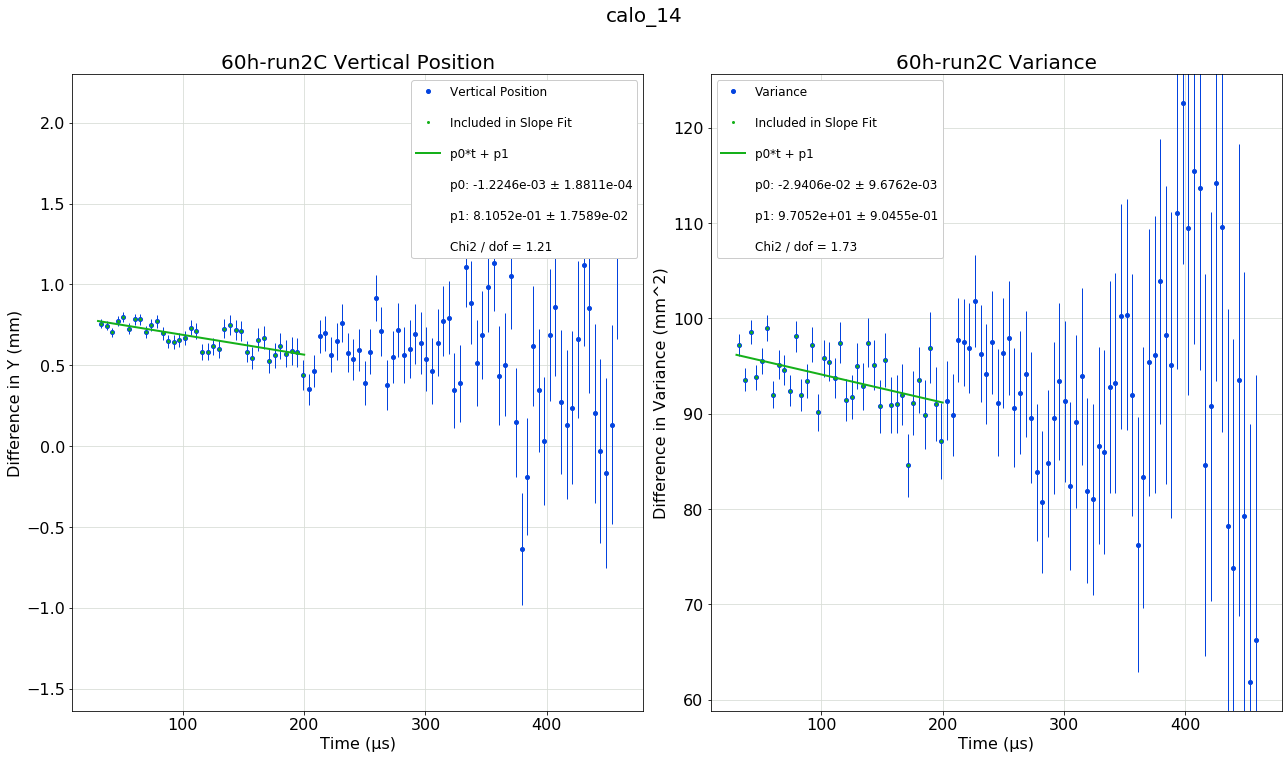 calo_14
60h-run2C Vertical Position
Vertical Position
Included in Slope Fit
p0*t + p1
p0: -1.2246e-03 ± 1.8811e-04
p1: 8.1052e-01 ± 1.7589e-02
Chi2 / dof = 1.21
Difference in Y (mm)
2.0
1.5
1.0
0.5
0.0
−0.5
−1.0
−1.5
100 200 300 400
Time (μs)
60h-run2C Variance
Variance
Included in Slope Fit
p0*t + p1
p0: -2.9406e-02 ± 9.6762e-03
p1: 9.7052e+01 ± 9.0455e-01
Chi2 / dof = 1.73
Difference in Variance (mm^2)
120
110
100
90
80
70
60
100 200 300 400
Time (μs)